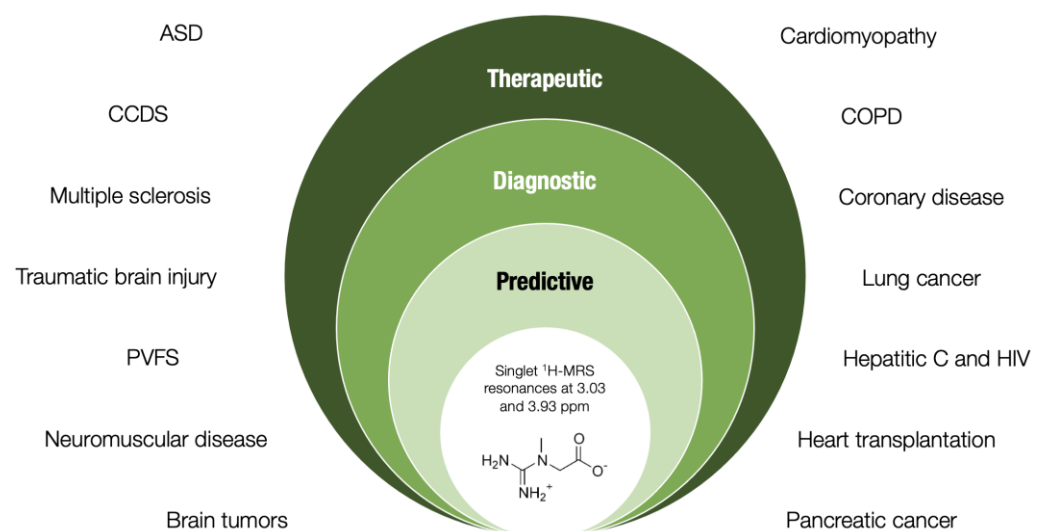 ASD
Cardiomyopathy
Therapeutic
CCDS
COPD
Diagnostic
Multiple sclerosis
Coronary disease
Traumatic brain injury
Predictive
Lung cancer
PVFS
Hepatitic C and HIV
Singlet ¹H-MRS
resonances at 3.03
and 3.93 ppm
Neuromuscular disease
Heart transplantation
O
H₂N
N
O⁻
NH₂⁺
Brain tumors
Pancreatic cancer